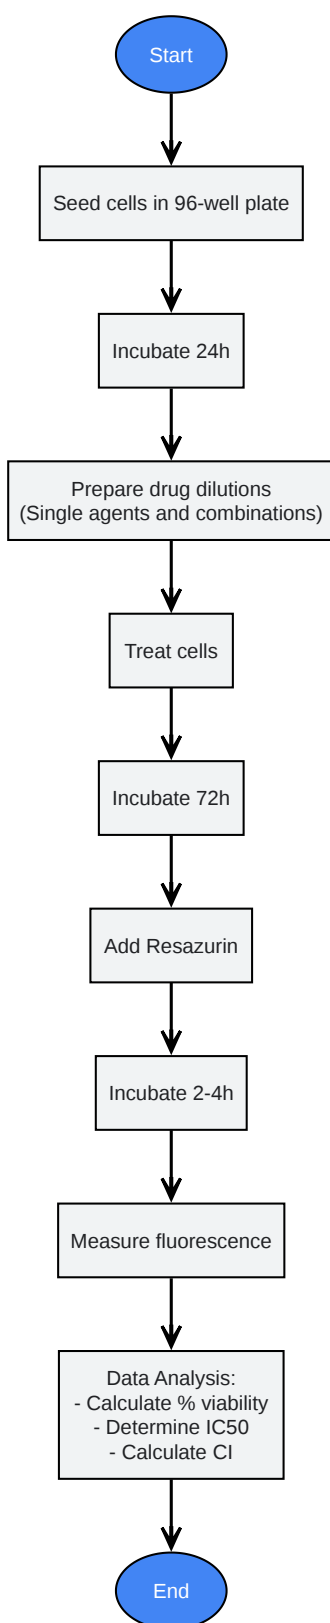 Start
Seed cells in 96-well plate
Incubate 24h
Prepare drug dilutions
(Single agents and combinations)
Treat cells
Incubate 72h
Add Resazurin
Incubate 2-4h
Measure fluorescence
Data Analysis:
- Calculate % viability
- Determine IC50
- Calculate CI
End